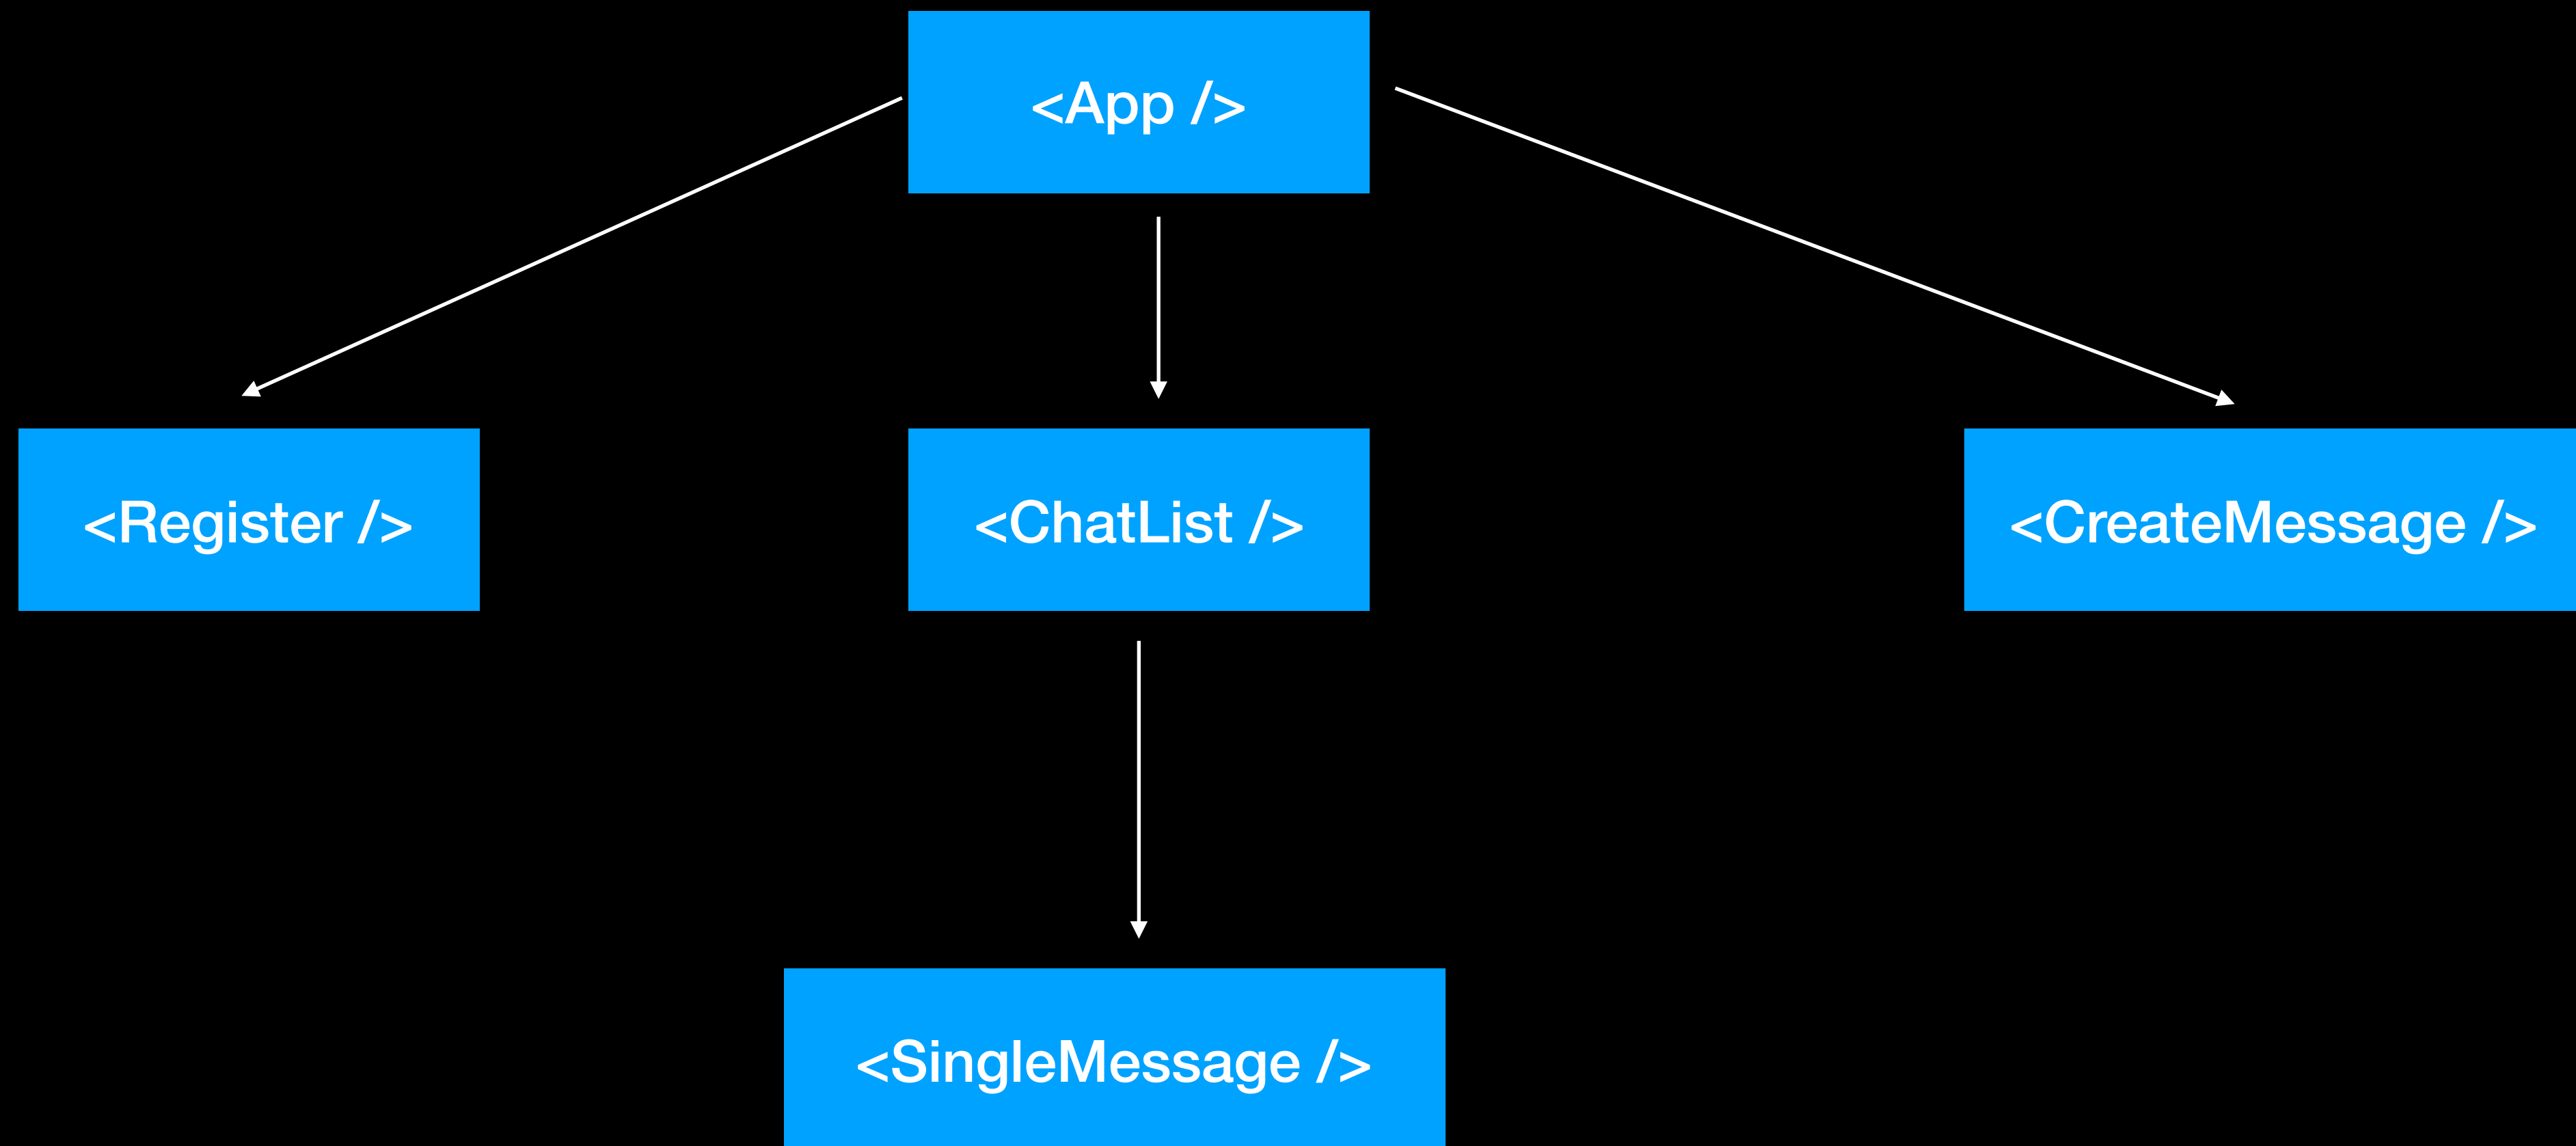 <App />
<Register />
<ChatList />
<CreateMessage />
<SingleMessage />